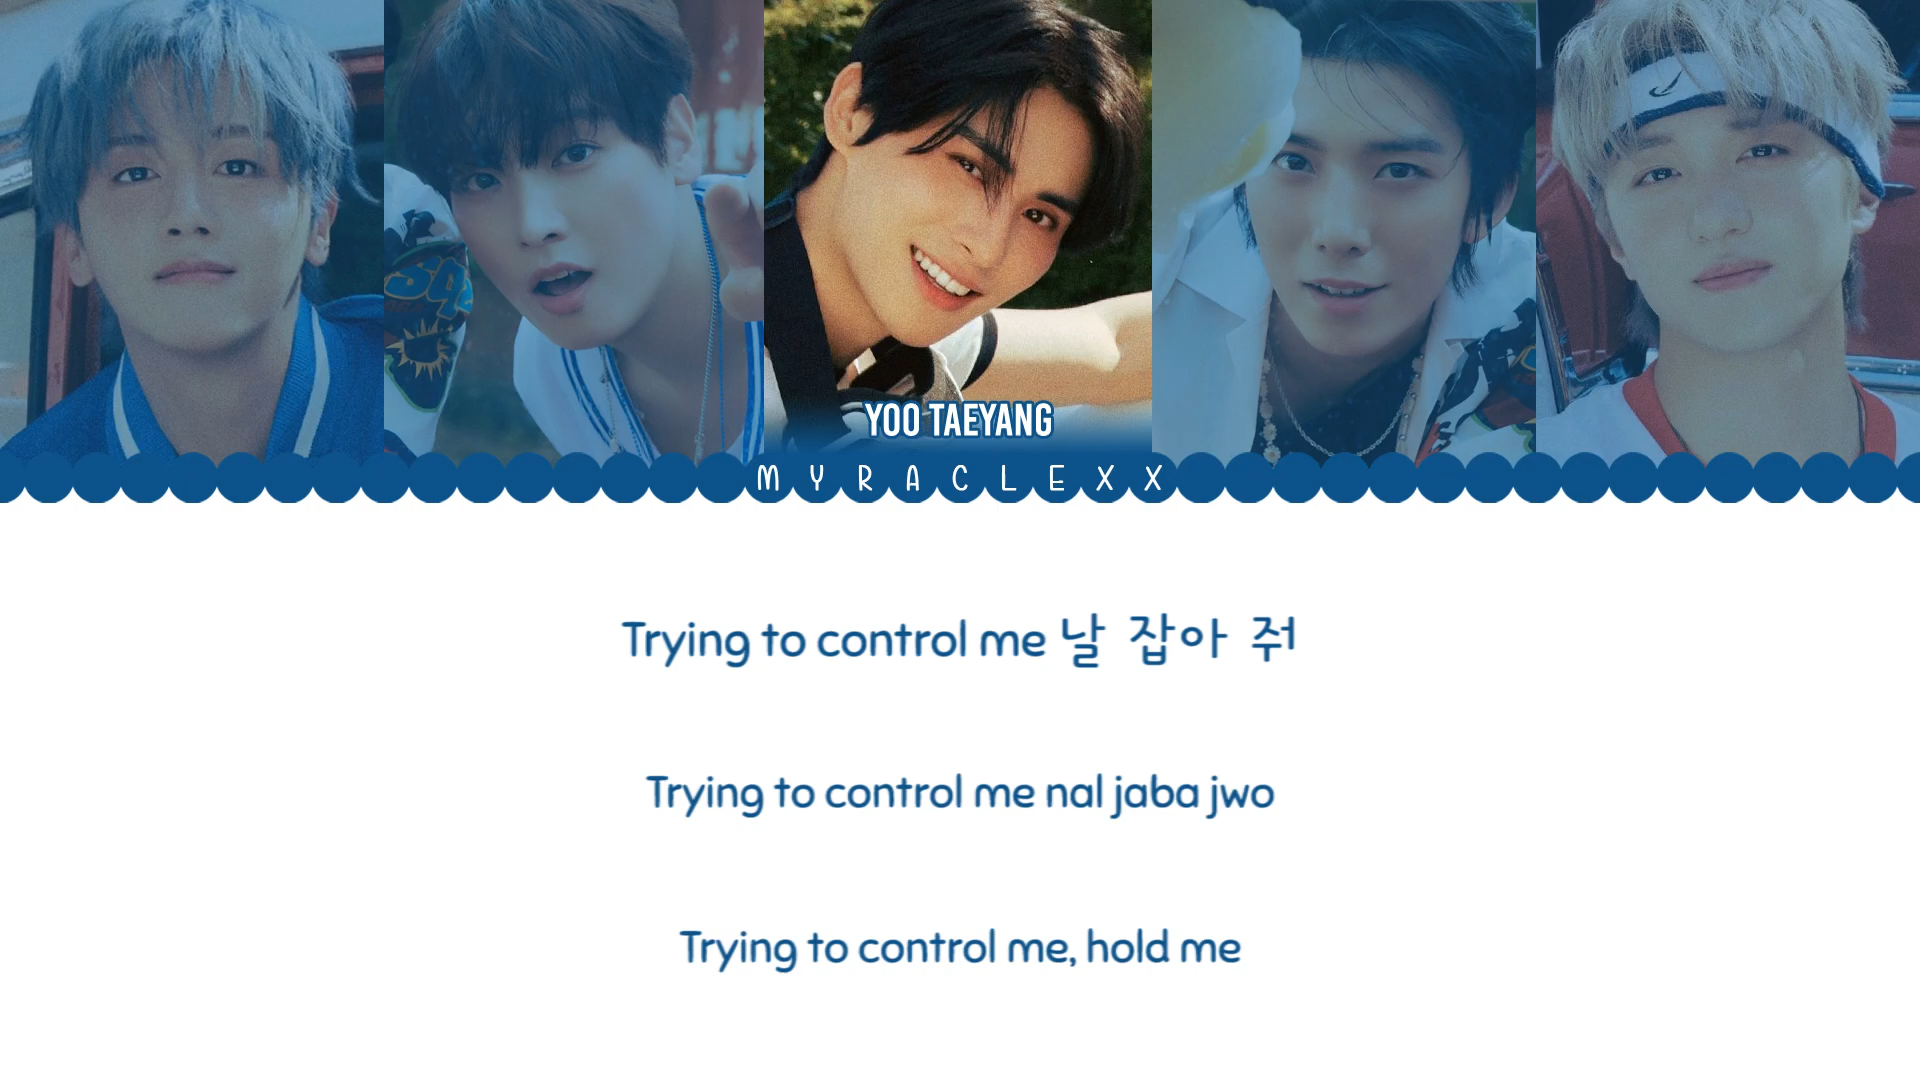 YOO TAEYANG
MYRACLEXX
Trying to control me 날 잡아 줘
Trying to control me nal jaba jwo
Trying to control me, hold me